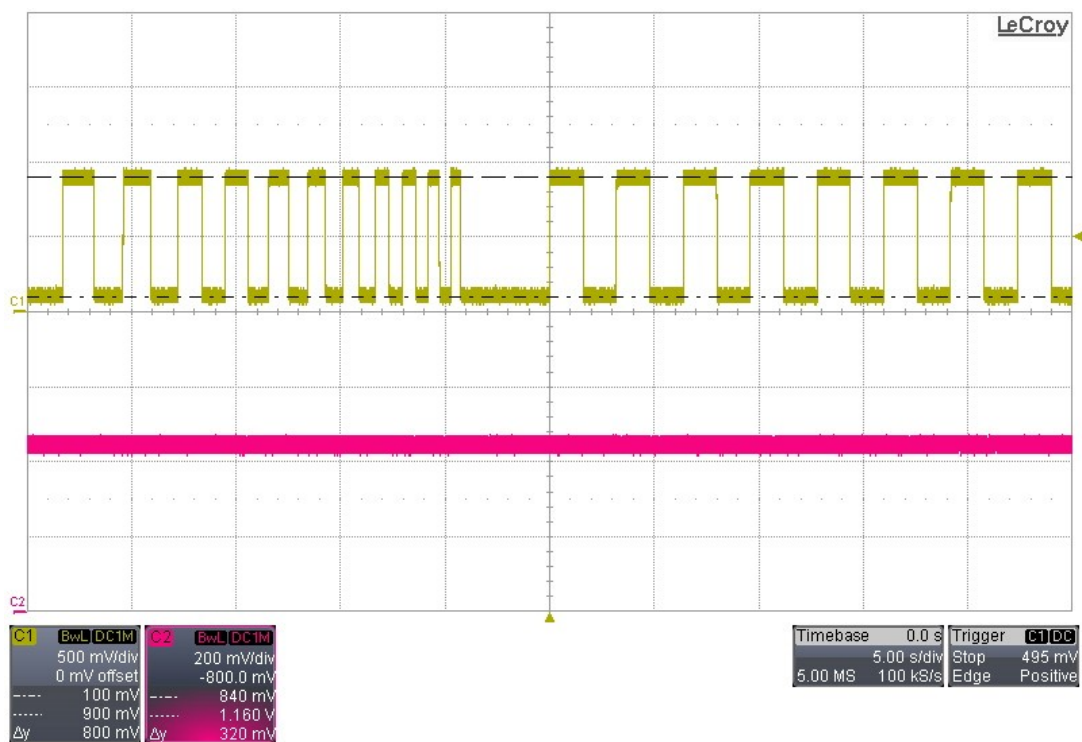 LeCroy
C1
C2
C1 BwL DC1M
500 mV/div
0 mV offset
100 mV
900 mV
Δy 800 mV
C2 BwL DC1M
200 mV/div
-800.0 mV
840 mV
1.160 V
Δy 320 mV
Timebase 0.0 s
5.00 s/div
5.00 MS 100 kS/s
Trigger C1 DC
Stop 495 mV
Edge Positive